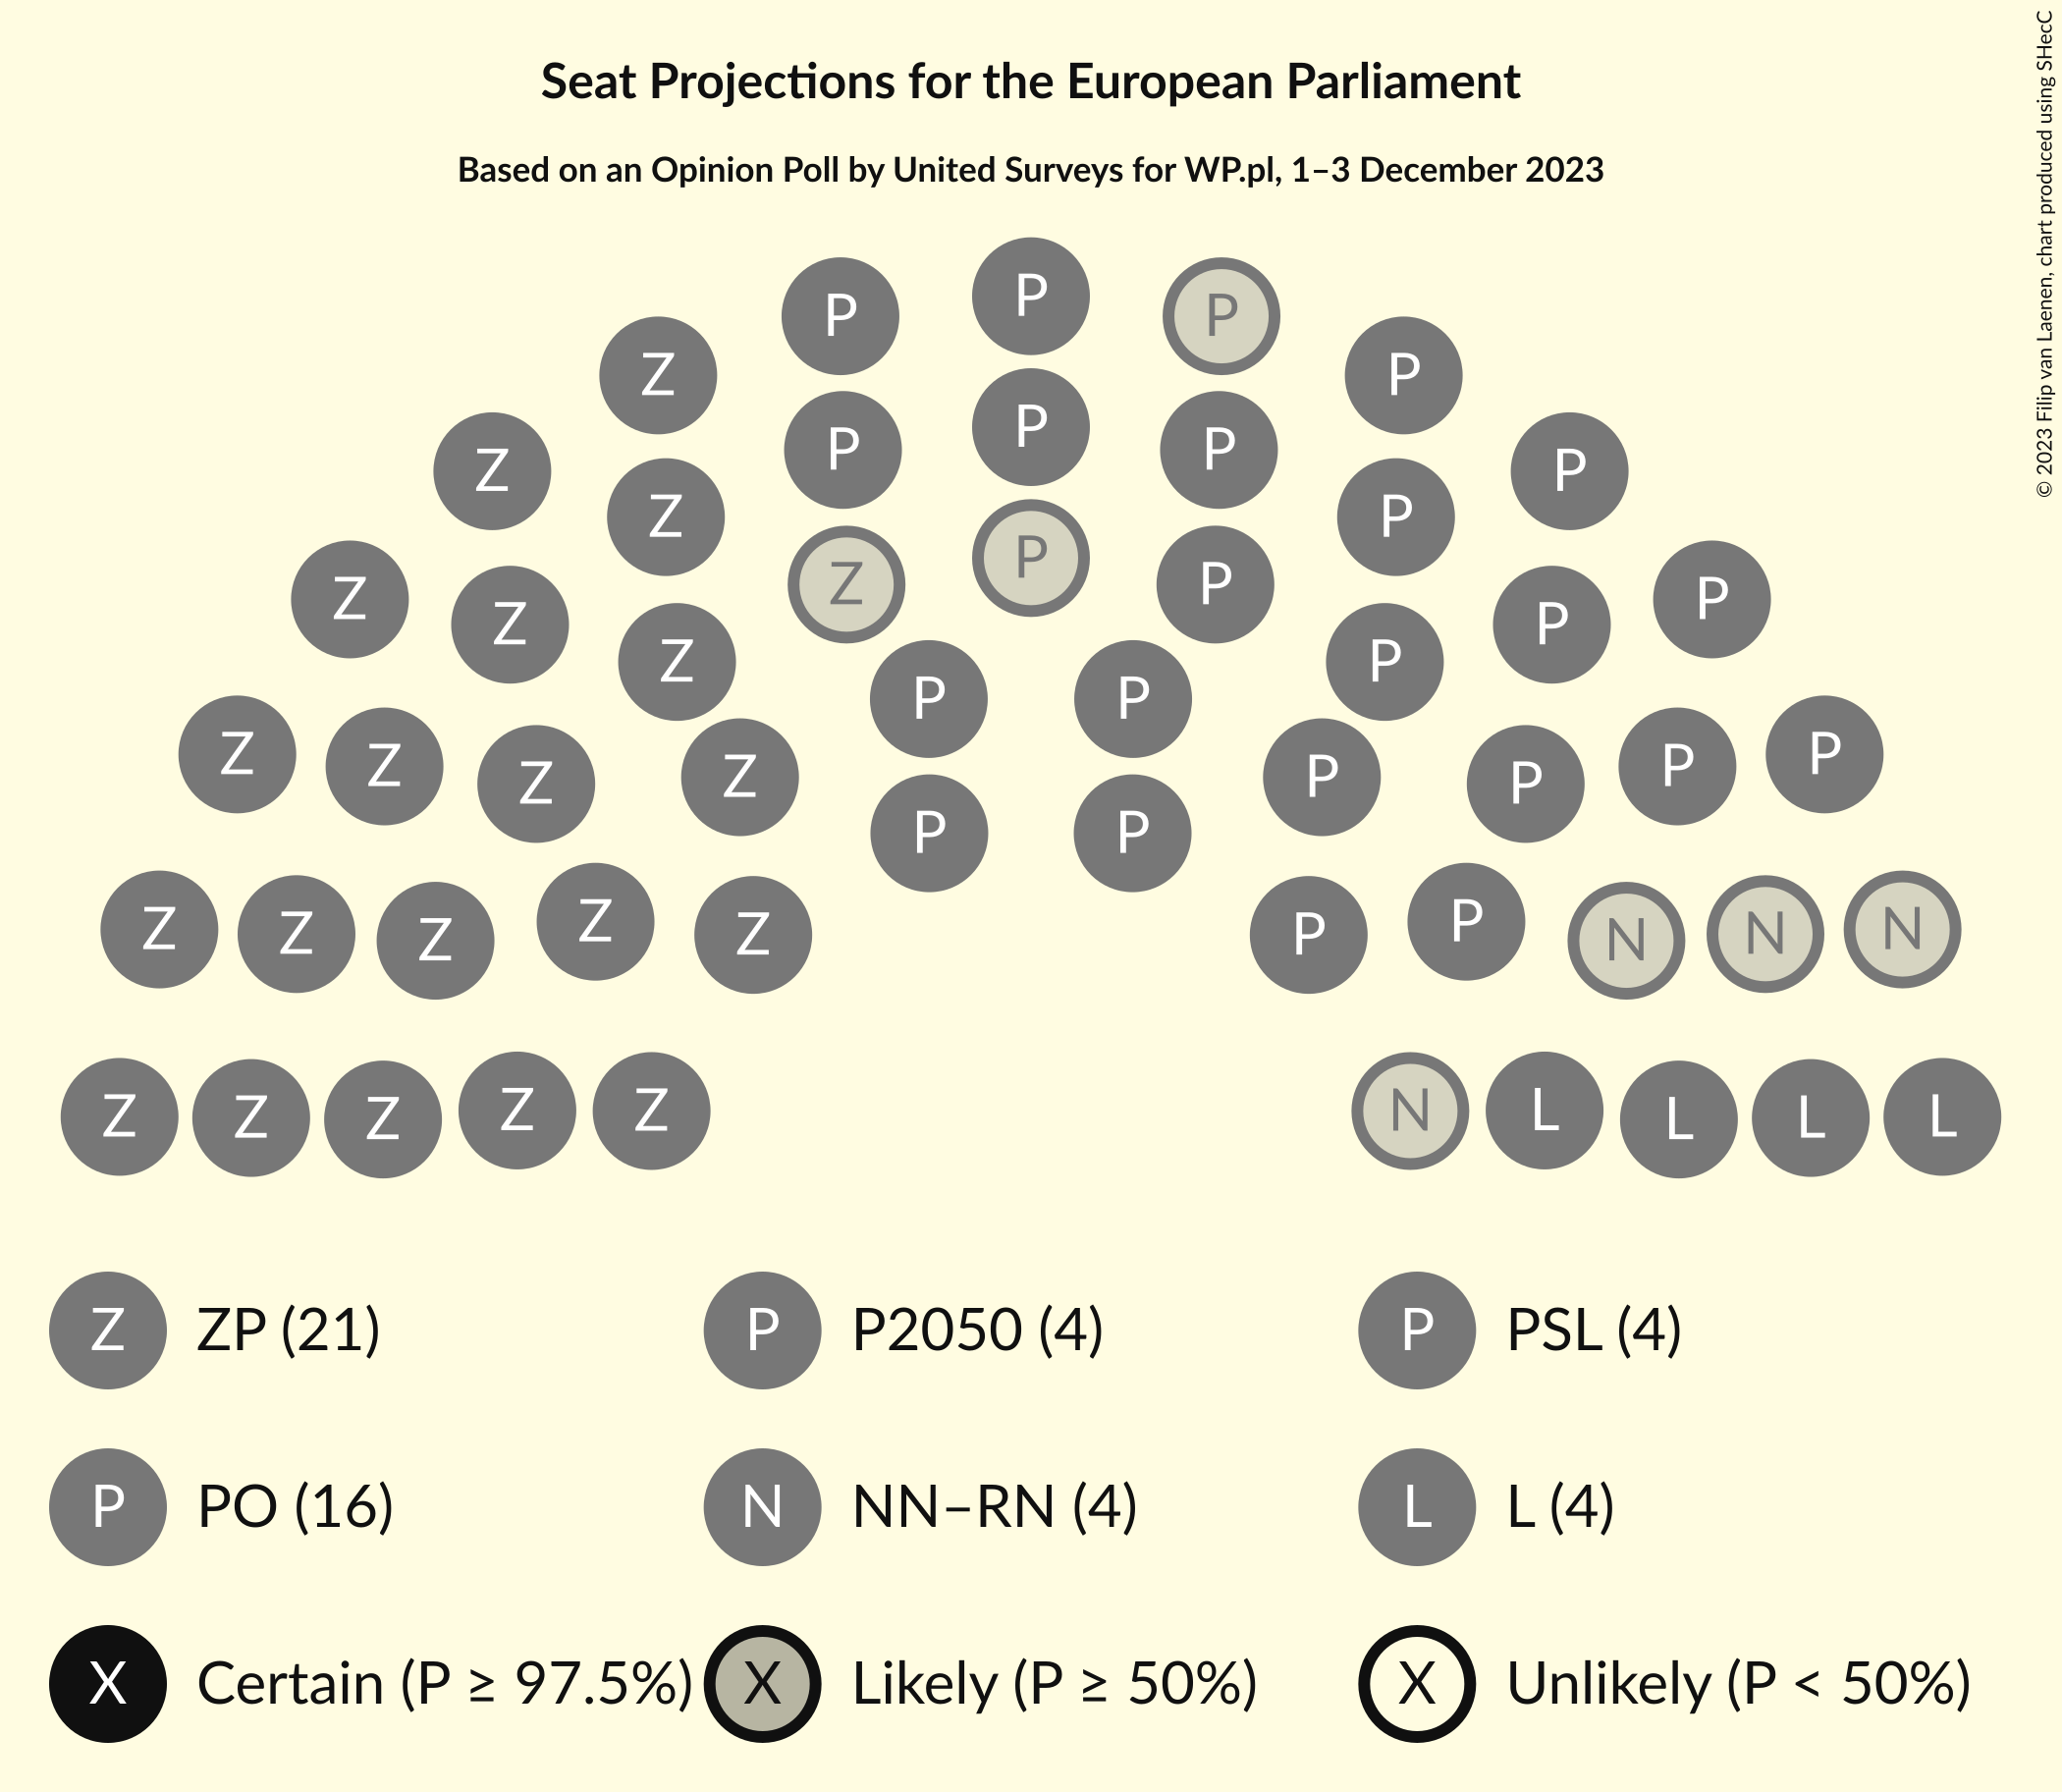 Seat Projections for the European Parliament
Based on an Opinion Poll by United Surveys for WP.pl, 1–3 December 2023
© 2023 Filip van Laenen, chart produced using SHecC
P P P
Z P
P P P
Z P
Z P
Z P P
Z P
Z P
Z P
P P
Z Z Z Z P P P P
P P
Z Z Z Z Z P P N N N
Z Z Z Z Z N L L L L
Z ZP (21) P P2050 (4) P PSL (4)
P PO (16) N NN–RN (4) L L (4)
X Certain (P ≥ 97.5%) X Likely (P ≥ 50%) X Unlikely (P < 50%)